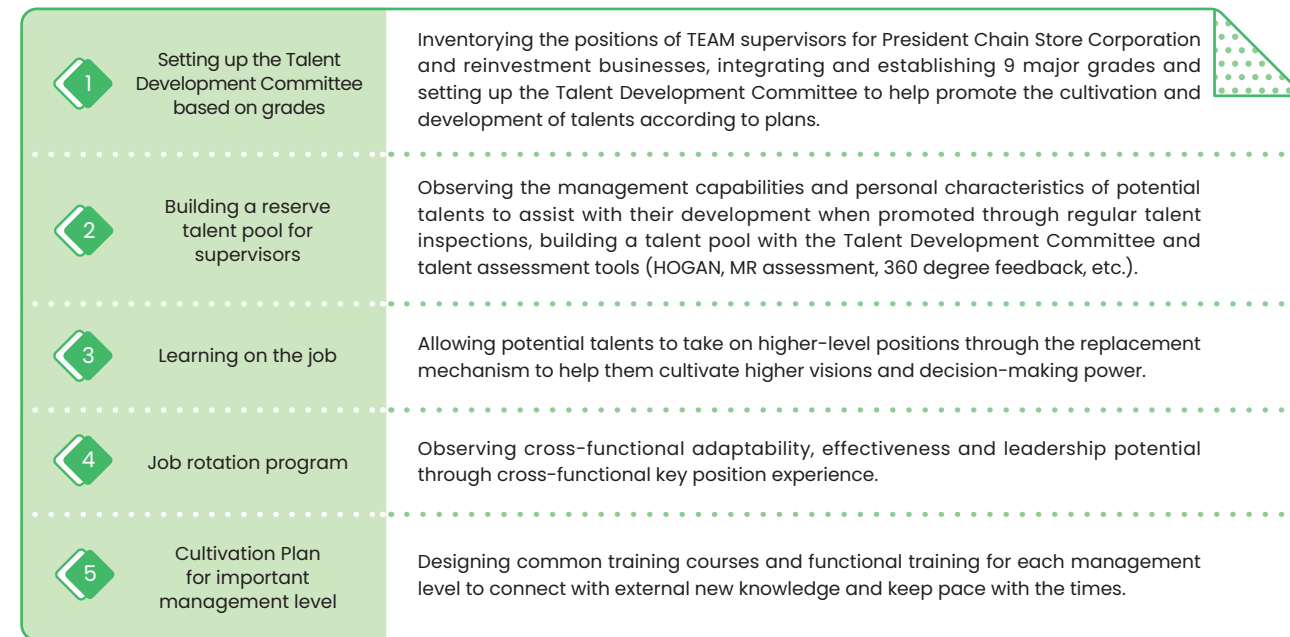 1
Setting up the Talent
Development Committee
based on grades
Inventorying the positions of TEAM supervisors for President Chain Store Corporation
and reinvestment businesses, integrating and establishing 9 major grades and
setting up the Talent Development Committee to help promote the cultivation and
development of talents according to plans.
2
Building a reserve
talent pool for
supervisors
Observing the management capabilities and personal characteristics of potential
talents to assist with their development when promoted through regular talent
inspections, building a talent pool with the Talent Development Committee and
talent assessment tools (HOGAN, MR assessment, 360 degree feedback, etc.).
3
Learning on the job
Allowing potential talents to take on higher-level positions through the replacement
mechanism to help them cultivate higher visions and decision-making power.
4
Job rotation program
Observing cross-functional adaptability, effectiveness and leadership potential
through cross-functional key position experience.
5
Cultivation Plan
for important
management level
Designing common training courses and functional training for each management
level to connect with external new knowledge and keep pace with the times.